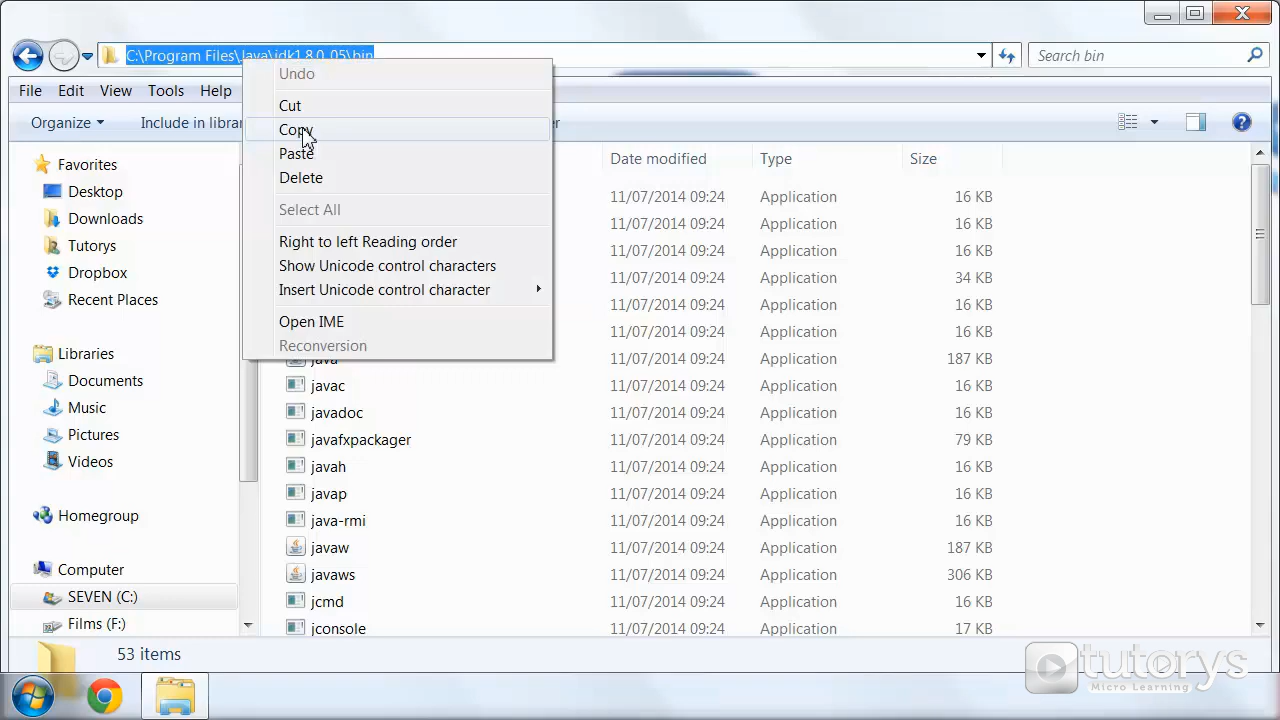 C:\Program Files\Java\jdk1.8.0_05\bin
Search bin
File Edit View Tools Help
Organize Include in librar
Undo
Cut
Copy
Paste
Delete
Select All
Right to left Reading order
Show Unicode control characters
Insert Unicode control character
Open IME
Reconversion
Date modified Type Size
11/07/2014 09:24 Application 16 KB
11/07/2014 09:24 Application 16 KB
11/07/2014 09:24 Application 16 KB
11/07/2014 09:24 Application 34 KB
11/07/2014 09:24 Application 16 KB
11/07/2014 09:24 Application 16 KB
java 11/07/2014 09:24 Application 187 KB
javac 11/07/2014 09:24 Application 16 KB
javadoc 11/07/2014 09:24 Application 16 KB
javafxpackager 11/07/2014 09:24 Application 79 KB
javah 11/07/2014 09:24 Application 16 KB
javap 11/07/2014 09:24 Application 16 KB
java-rmi 11/07/2014 09:24 Application 16 KB
javaw 11/07/2014 09:24 Application 187 KB
javaws 11/07/2014 09:24 Application 306 KB
jcmd 11/07/2014 09:24 Application 16 KB
jconsole 11/07/2014 09:24 Application 17 KB
Favorites
Desktop
Downloads
Tutorys
Dropbox
Recent Places
Libraries
Documents
Music
Pictures
Videos
Homegroup
Computer
SEVEN (C:)
Films (F:)
53 items
tutorys
Micro Learning